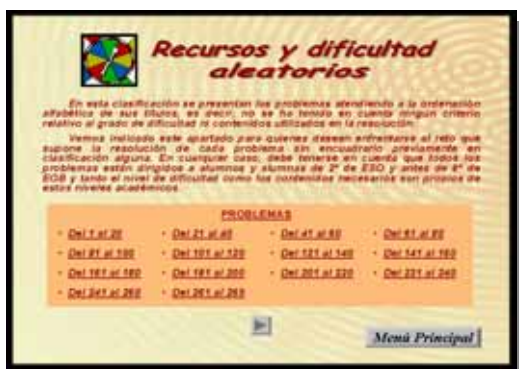 Recursos y dificultad
aleatorios
En esta clasificación se presentan los problemas atendiendo a la ordenación
alfabética de sus títulos, es decir, no se ha tenido en cuenta ningún criterio
relativo al grado de dificultad ni contenidos utilizados en la resolución.
Hemos indicado este apartado para quienes deseen enfrentarse al reto que
supone la resolución de cada problema sin encuadrarlo previamente en
clasificación alguna. En cualquier caso, debe tenerse en cuenta que todos los
problemas están dirigidos a alumnos y alumnas de 2º de ESO y antes de 8º de
EGB y tanto el nivel de dificultad como los contenidos necesarios son propios de
estos niveles académicos.
PROBLEMAS
· Del 1 al 20 · Del 21 al 40 · Del 41 al 60 · Del 61 al 80
· Del 81 al 100 · Del 101 al 120 · Del 121 al 140 · Del 141 al 160
· Del 161 al 180 · Del 181 al 200 · Del 201 al 220 · Del 221 al 240
· Del 241 al 260 · Del 261 al 269
Menú Principal